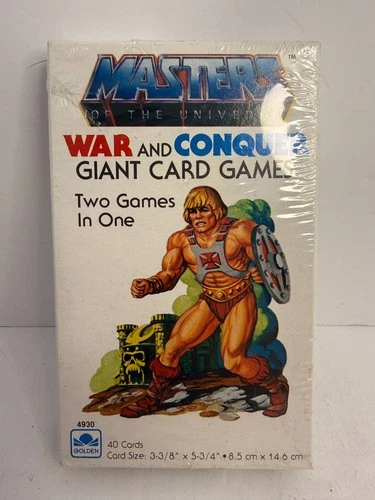 MASTERS
™
OF THE UNIVERSE
WAR AND CONQUER
GIANT CARD GAMES
Two Games
In One
4930
GOLDEN
40 Cards
Card Size: 3-3/8" x 5-3/4" • 8.5 cm x 14.6 cm